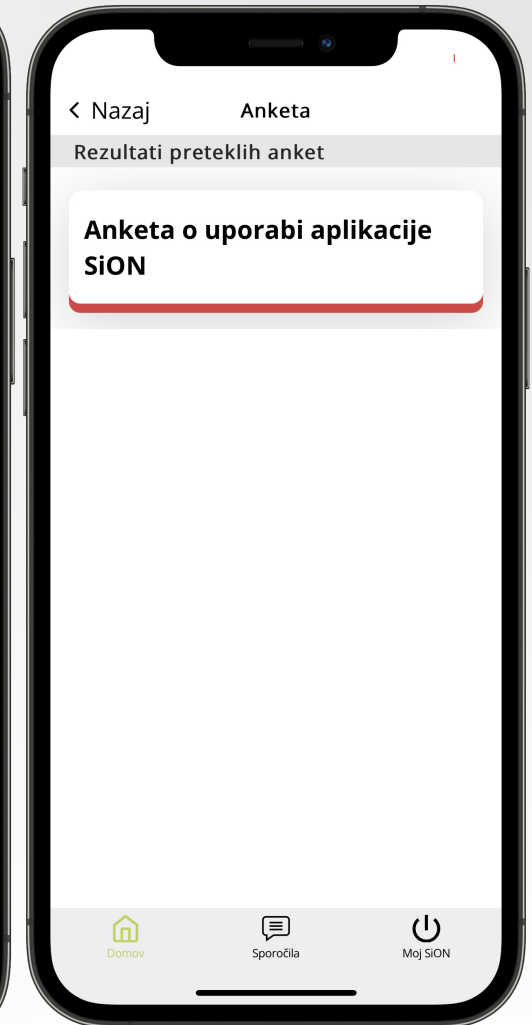 Nazaj
Anketa
Rezultati preteklih anket
Anketa o uporabi aplikacije
SiON
Domov
Sporočila
Moj SiON